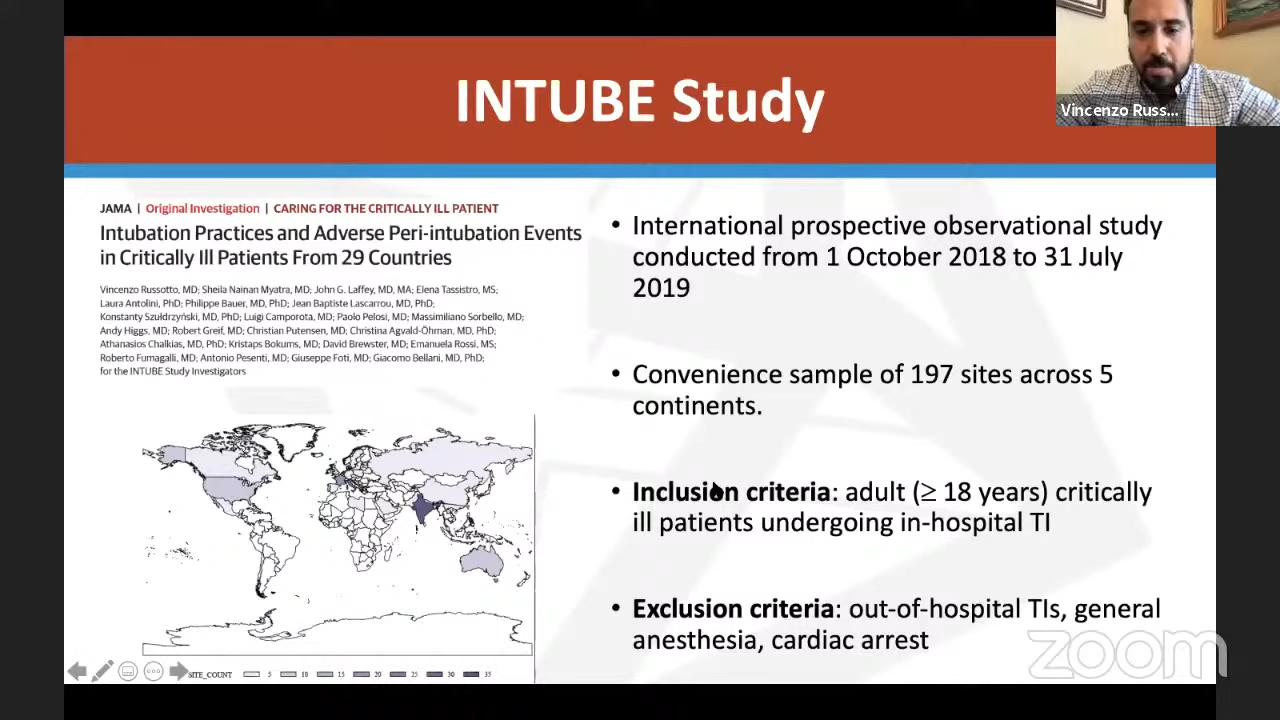 INTUBE Study
Vincenzo Russ...
JAMA | Original Investigation | CARING FOR THE CRITICALLY ILL PATIENT
Intubation Practices and Adverse Peri-intubation Events
in Critically Ill Patients From 29 Countries
Vincenzo Russotto, MD; Sheila Nainan Myatra, MD; John G. Laffey, MD, MA; Elena Tassistro, MS;
Laura Antolini, PhD; Philippe Bauer, MD, PhD; Jean Baptiste Lascarrou, MD, PhD;
Konstanty Szułdrzyński, MD, PhD; Luigi Camporota, MD; Paolo Pelosi, MD; Massimiliano Sorbello, MD;
Andy Higgs, MD; Robert Greif, MD; Christian Putensen, MD; Christina Agvald-Öhman, MD, PhD;
Athanasios Chalkias, MD, PhD; Kristaps Bokums, MD; David Brewster, MD; Emanuela Rossi, MS;
Roberto Fumagalli, MD; Antonio Pesenti, MD; Giuseppe Foti, MD; Giacomo Bellani, MD, PhD;
for the INTUBE Study Investigators
SITE_COUNT 5 10 15 20 25 30 35
• International prospective observational study
conducted from 1 October 2018 to 31 July
2019
• Convenience sample of 197 sites across 5
continents.
• Inclusion criteria: adult (≥ 18 years) critically
ill patients undergoing in-hospital TI
• Exclusion criteria: out-of-hospital TIs, general
anesthesia, cardiac arrest
zoom